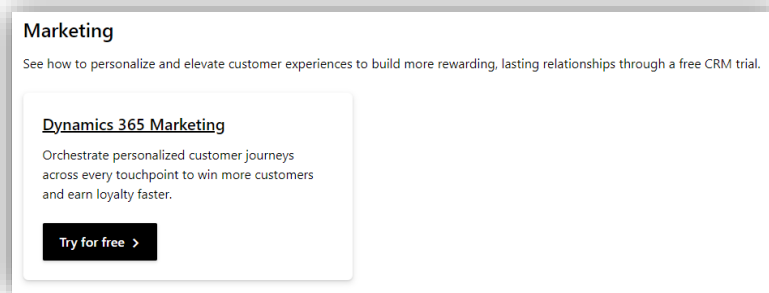 Marketing
See how to personalize and elevate customer experiences to build more rewarding, lasting relationships through a free CRM trial.
Dynamics 365 Marketing
Orchestrate personalized customer journeys
across every touchpoint to win more customers
and earn loyalty faster.
Try for free >